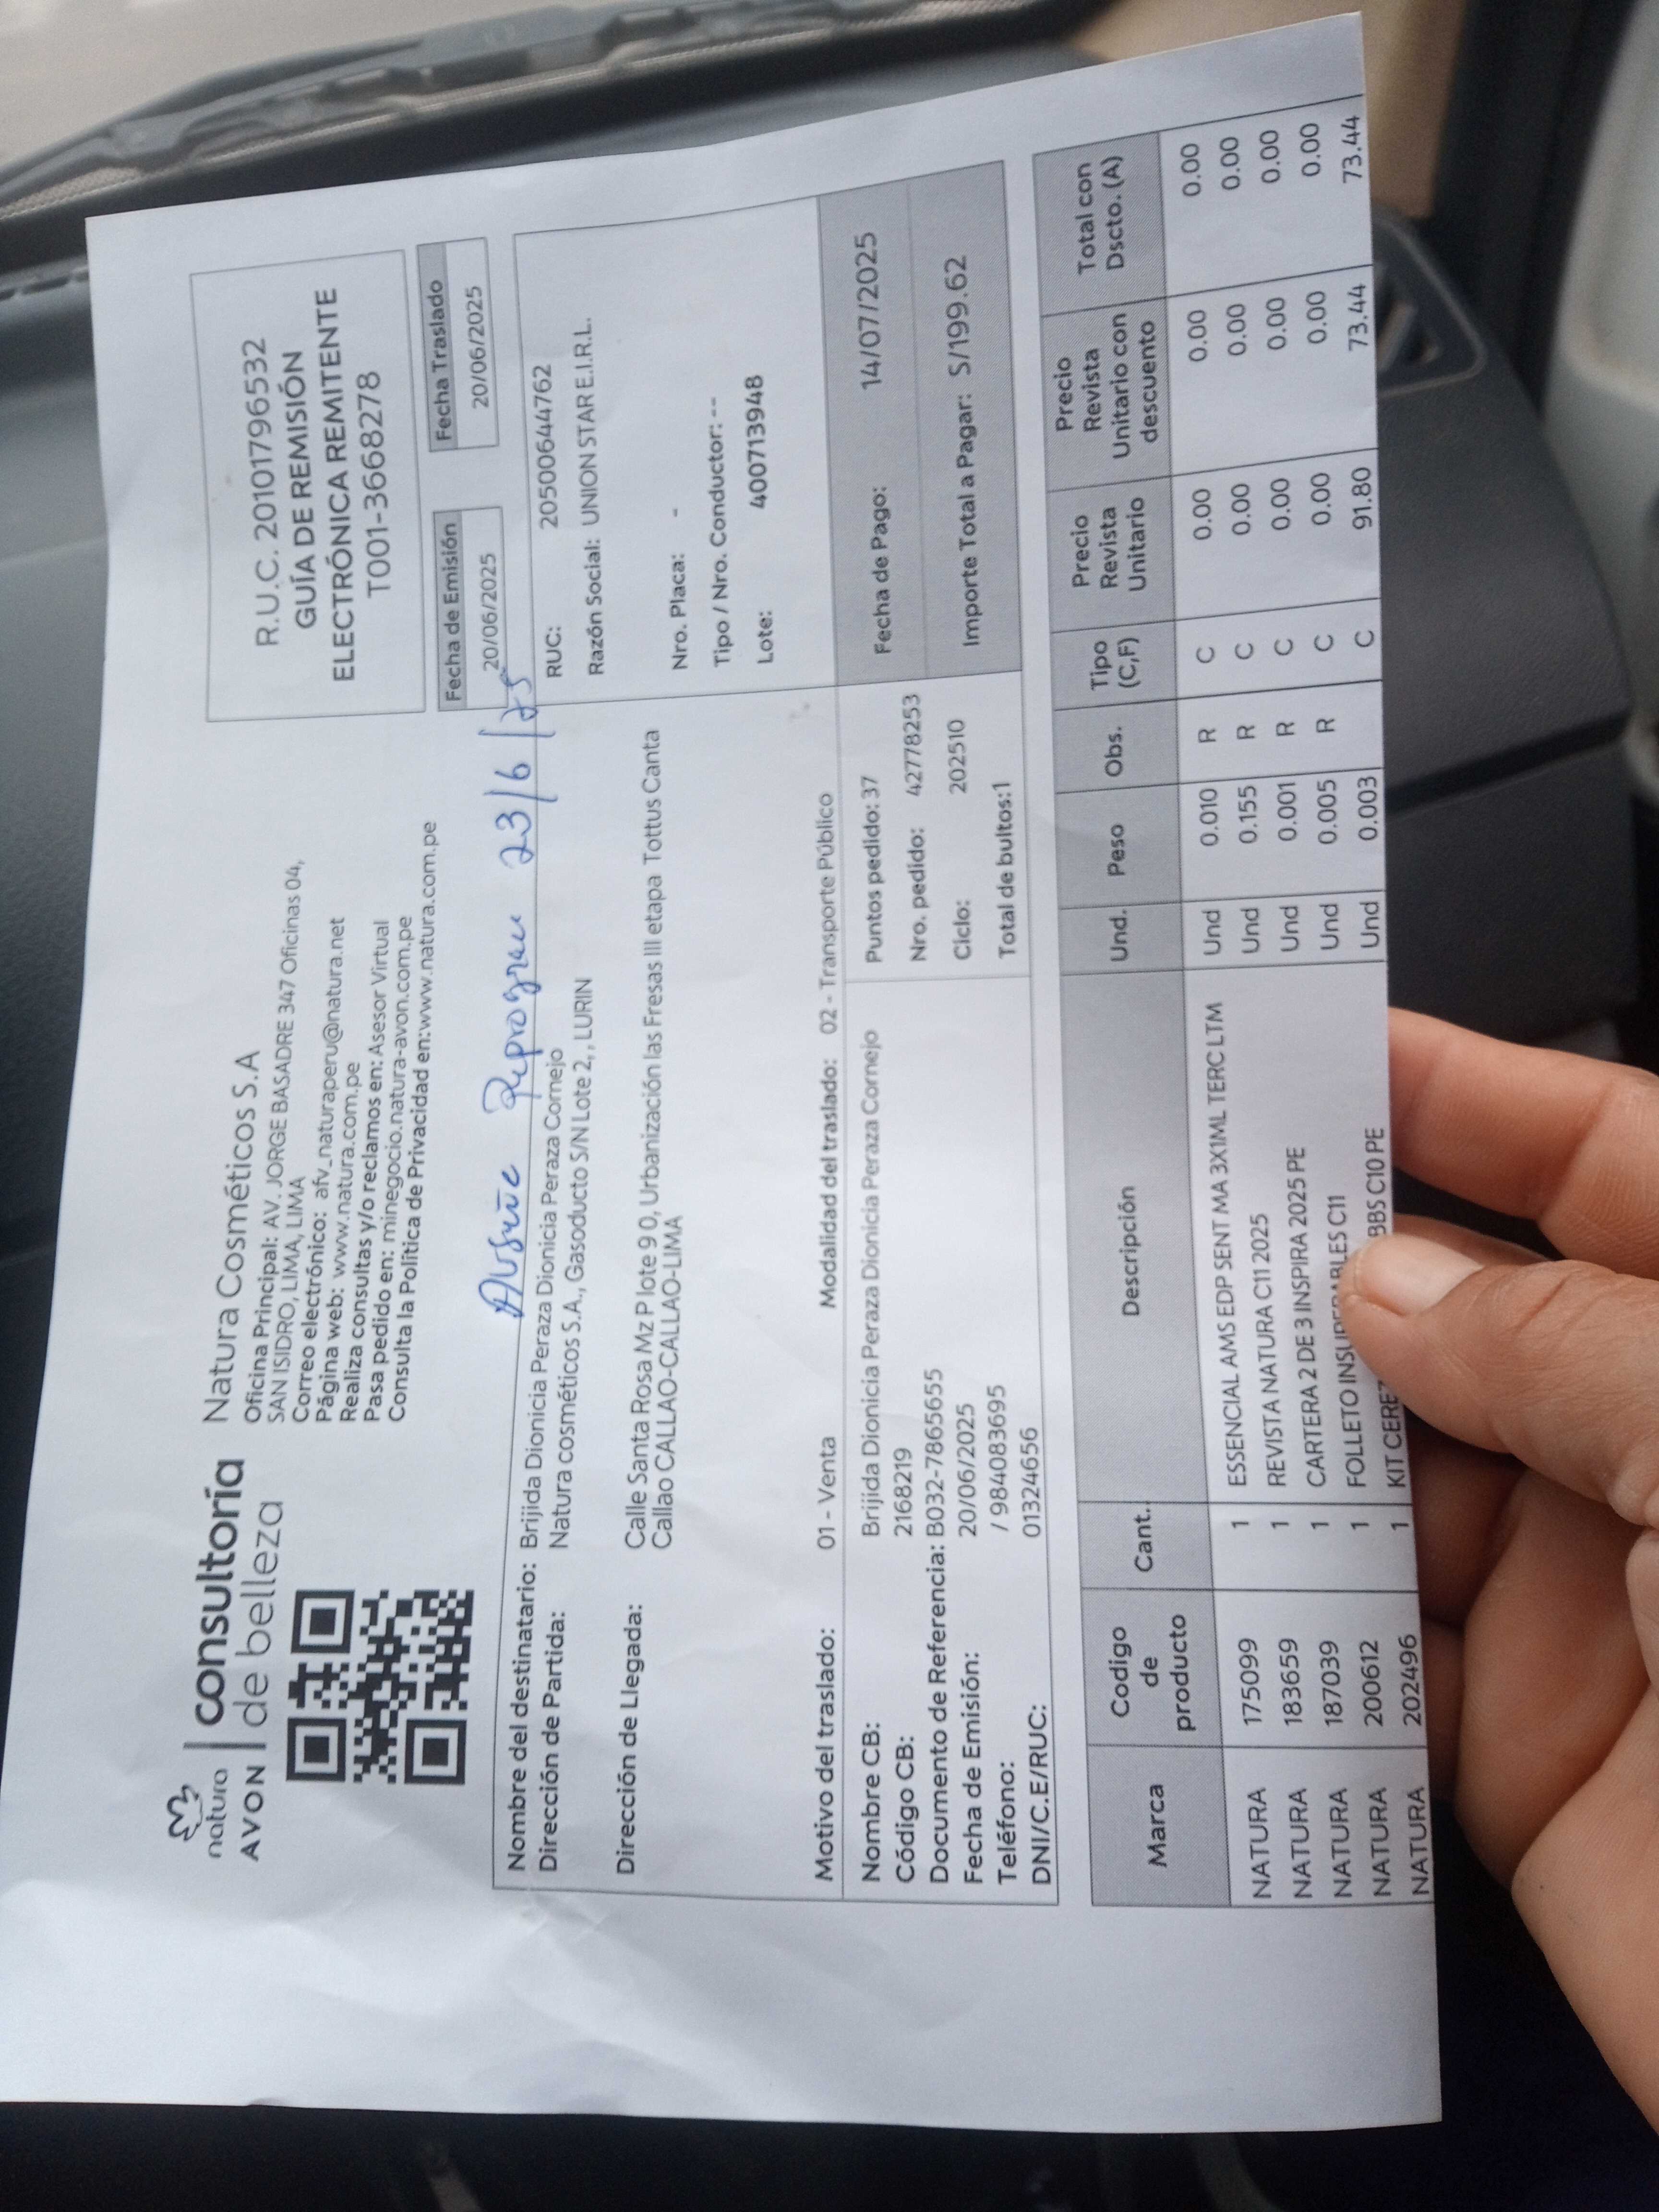 natura
AVON
consultoría
de belleza
Natura Cosméticos S.A
Oficina Principal: AV. JORGE BASADRE 347 Oficinas 04,
SAN ISIDRO, LIMA, LIMA
Correo electrónico: afv_naturaperu@natura.net
Página web: www.natura.com.pe
Realiza consultas y/o reclamos en: Asesor Virtual
Pasa pedido en: minegocio.natura-avon.com.pe
Consulta la Política de Privacidad en:www.natura.com.pe
R.U.C. 20101796532
GUÍA DE REMISIÓN
ELECTRÓNICA REMITENTE
T001-3668278
Fecha de Emisión
20/06/2025
Fecha Traslado
20/06/2025
23/6/25
Nombre del destinatario: Brijida Dionicia Peraza Dionicia Peraza Cornejo
Dirección de Partida: Natura cosméticos S.A., Gasoducto S/N Lote 2, , LURIN
Dirección de Llegada: Calle Santa Rosa Mz P lote 9 0, Urbanización las Fresas III etapa Tottus Canta
Callao CALLAO-CALLAO-LIMA
RUC: 20500644762
Razón Social: UNION STAR E.I.R.L.
Nro. Placa: -
Tipo / Nro. Conductor: --
Lote: 400713948
Motivo del traslado: 01 - Venta Modalidad del traslado: 02 - Transporte Público
Nombre CB: Brijida Dionicia Peraza Dionicia Peraza Cornejo
Código CB: 2168219
Documento de Referencia: B032-7865655
Fecha de Emisión: 20/06/2025
Teléfono: / 984083695
DNI/C.E/RUC: 01324656
Puntos pedido: 37
Nro. pedido: 42778253
Ciclo: 202510
Total de bultos:1
Fecha de Pago: 14/07/2025
Importe Total a Pagar: S/199.62
Marca Codigo de producto Cant. Descripción Und. Peso Obs. Tipo (C,F) Precio Revista Unitario Precio Revista Unitario con descuento Total con Dscto. (A)
NATURA 175099 1 ESSENCIAL AMS EDP SENT MA 3X1ML TERC LTM Und 0.010 R C 0.00 0.00 0.00
NATURA 183659 1 REVISTA NATURA C11 2025 Und 0.155 R C 0.00 0.00 0.00
NATURA 187039 1 CARTERA 2 DE 3 INSPIRA 2025 PE Und 0.001 R C 0.00 0.00 0.00
NATURA 200612 1 FOLLETO INSUPERABLES C11 Und 0.005 R C 0.00 0.00 0.00
NATURA 202496 1 KIT BBS C10 PE Und 0.003 C 91.80 73.44 73.44